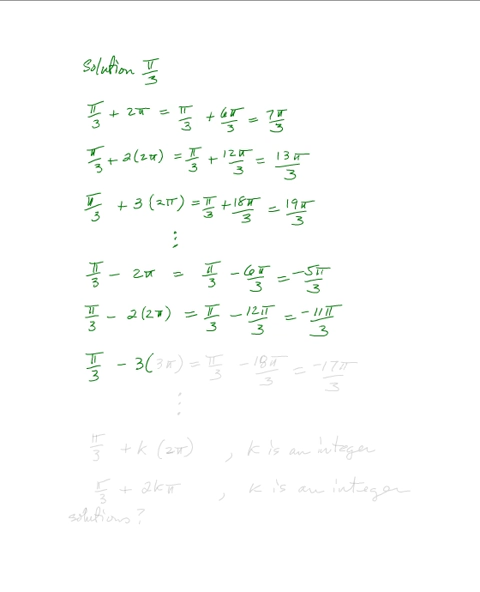 Solution π/3
π/3 + 2π = π/3 + 6π/3 = 7π/3
π/3 + 2(2π) = π/3 + 12π/3 = 13π/3
π/3 + 3(2π) = π/3 + 18π/3 = 19π/3
⋮
π/3 - 2π = π/3 - 6π/3 = -5π/3
π/3 - 2(2π) = π/3 - 12π/3 = -11π/3
π/3 - 3(3π) = π/3 - 18π/3 = -17π/3
⋮
π/3 + k(2π) , k is an integer
π/3 + 2kπ , k is an integer
solutions?